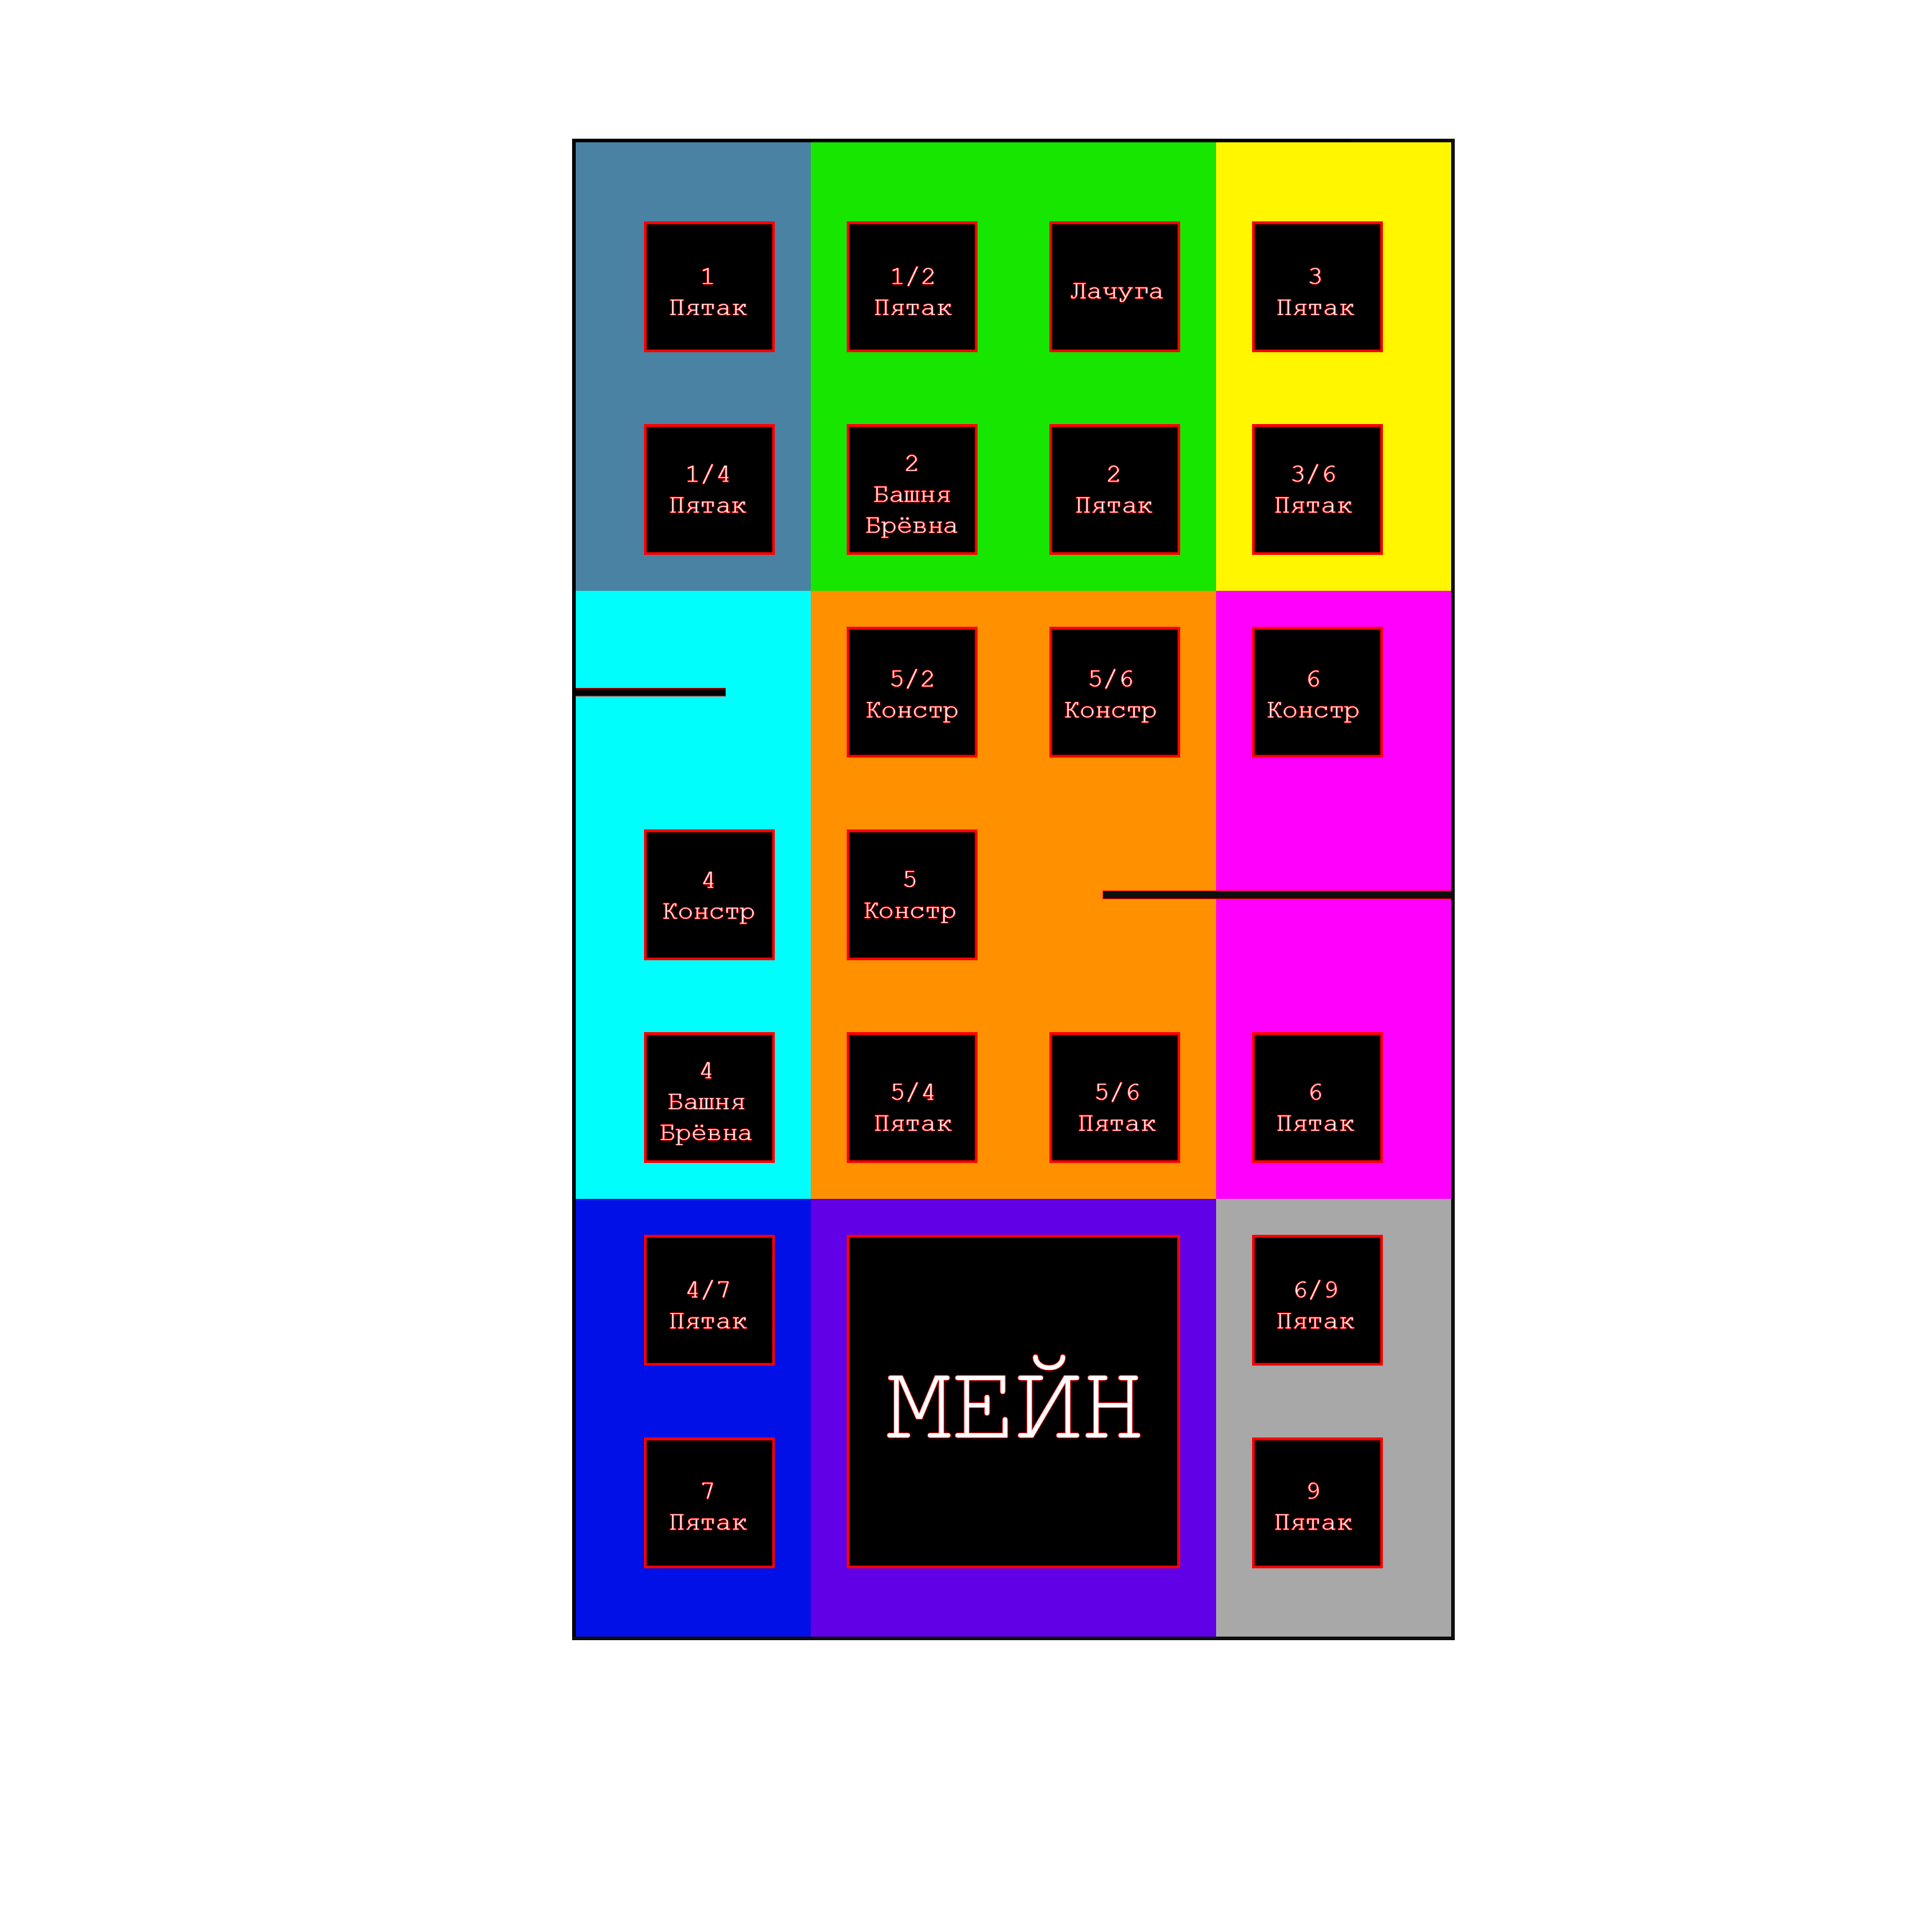 1
Пятак
1/2
Пятак
Лачуга
3
Пятак
1/4
Пятак
2
Башня
Брёвна
2
Пятак
3/6
Пятак
5/2
Констр
5/6
Констр
6
Констр
4
Констр
5
Констр
4
Башня
Брёвна
5/4
Пятак
5/6
Пятак
6
Пятак
4/7
Пятак
МЕЙН
6/9
Пятак
7
Пятак
9
Пятак